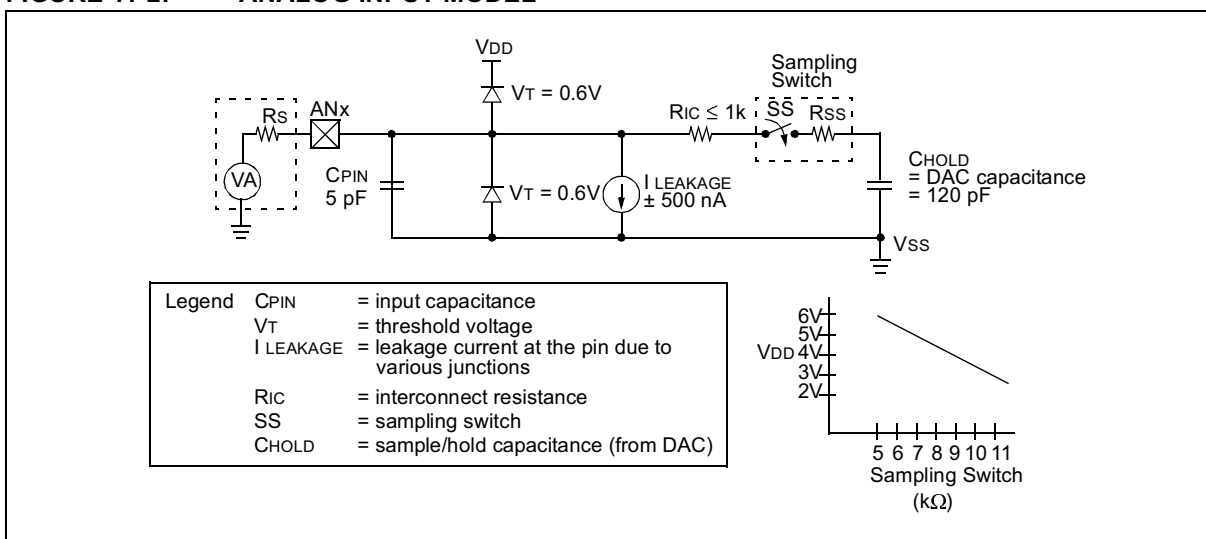 VDD
Sampling
Switch
VT = 0.6V
RS
ANx
RIC ≤ 1k
SS
RSS
VA
CPIN
5 pF
VT = 0.6V
I LEAKAGE
± 500 nA
CHOLD
= DAC capacitance
= 120 pF
VSS
Legend CPIN = input capacitance
VT = threshold voltage
I LEAKAGE = leakage current at the pin due to
various junctions
RIC = interconnect resistance
SS = sampling switch
CHOLD = sample/hold capacitance (from DAC)
6V
5V
VDD 4V
3V
2V
5 6 7 8 9 10 11
Sampling Switch
(kΩ)